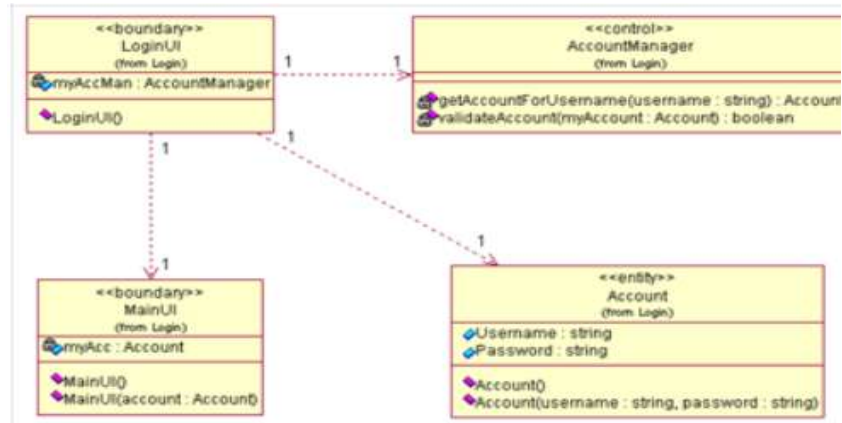 <<boundary>>
LoginUI
(from Login)
myAccMan : AccountManager
LoginUI()
1
1
<<control>>
AccountManager
(from Login)
getAccountForUsername(username : string) : Account
validateAccount(myAccount : Account) : boolean
1
1
1
1
<<boundary>>
MainUI
(from Login)
myAcc : Account
MainUI()
MainUI(account : Account)
<<entity>>
Account
(from Login)
Username : string
Password : string
Account()
Account(username : string, password : string)